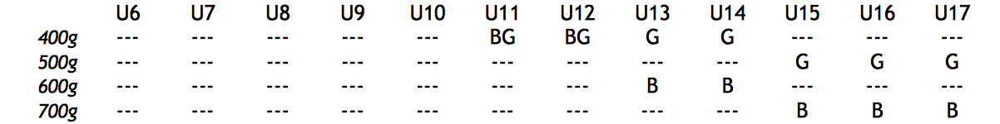 U6 U7 U8 U9 U10 U11 U12 U13 U14 U15 U16 U17
400g --- --- --- --- --- BG BG G G --- --- ---
500g --- --- --- --- --- --- --- --- --- G G G
600g --- --- --- --- --- --- --- B B --- --- ---
700g --- --- --- --- --- --- --- --- --- B B B